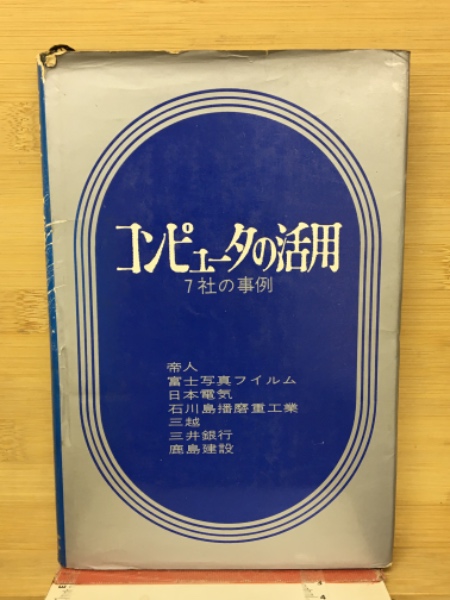 コンピュータの活用
7社の事例
帝人
富士写真フイルム
日本電気
石川島播磨重工業
三越
三井銀行
鹿島建設